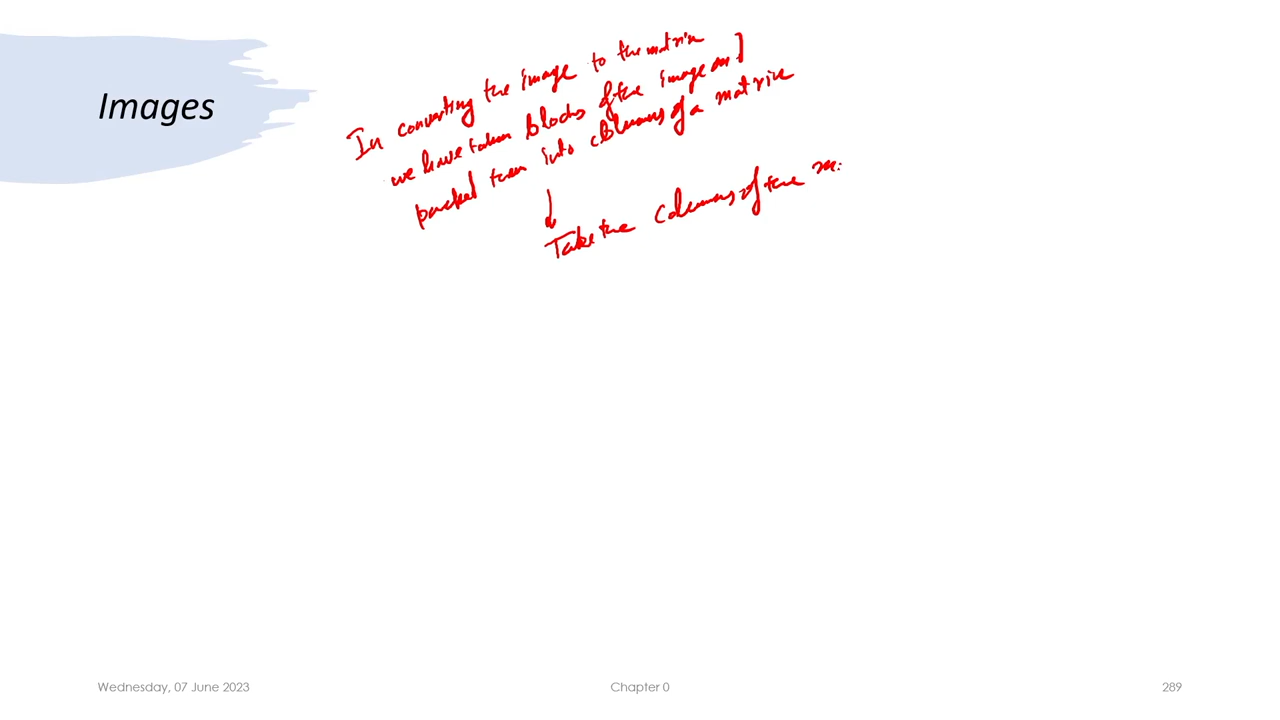 Images
In converting the image to the matrix
we have taken blocks of the image and
packed them into columns of a matrix
Take the columns of the m
Wednesday, 07 June 2023
Chapter 0
289